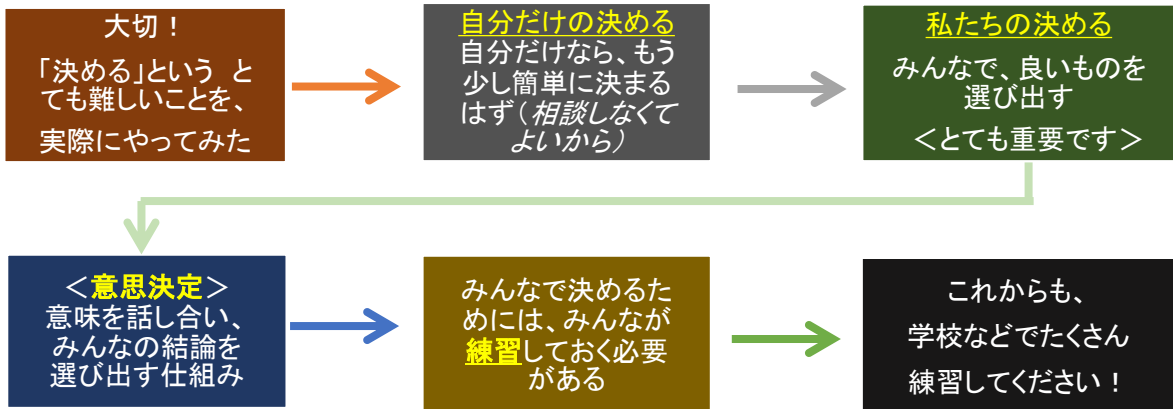 大切！
「決める」という と
ても難しいことを、
実際にやってみた
自分だけの決める
自分だけなら、もう
少し簡単に決まる
はず（相談しなくて
よいから）
私たちの決める
みんなで、良いものを
選び出す
＜とても重要です＞
＜意思決定＞
意味を話し合い、
みんなの結論を
選び出す仕組み
みんなで決めるた
めには、みんなが
練習しておく必要
がある
これからも、
学校などでたくさん
練習してください！